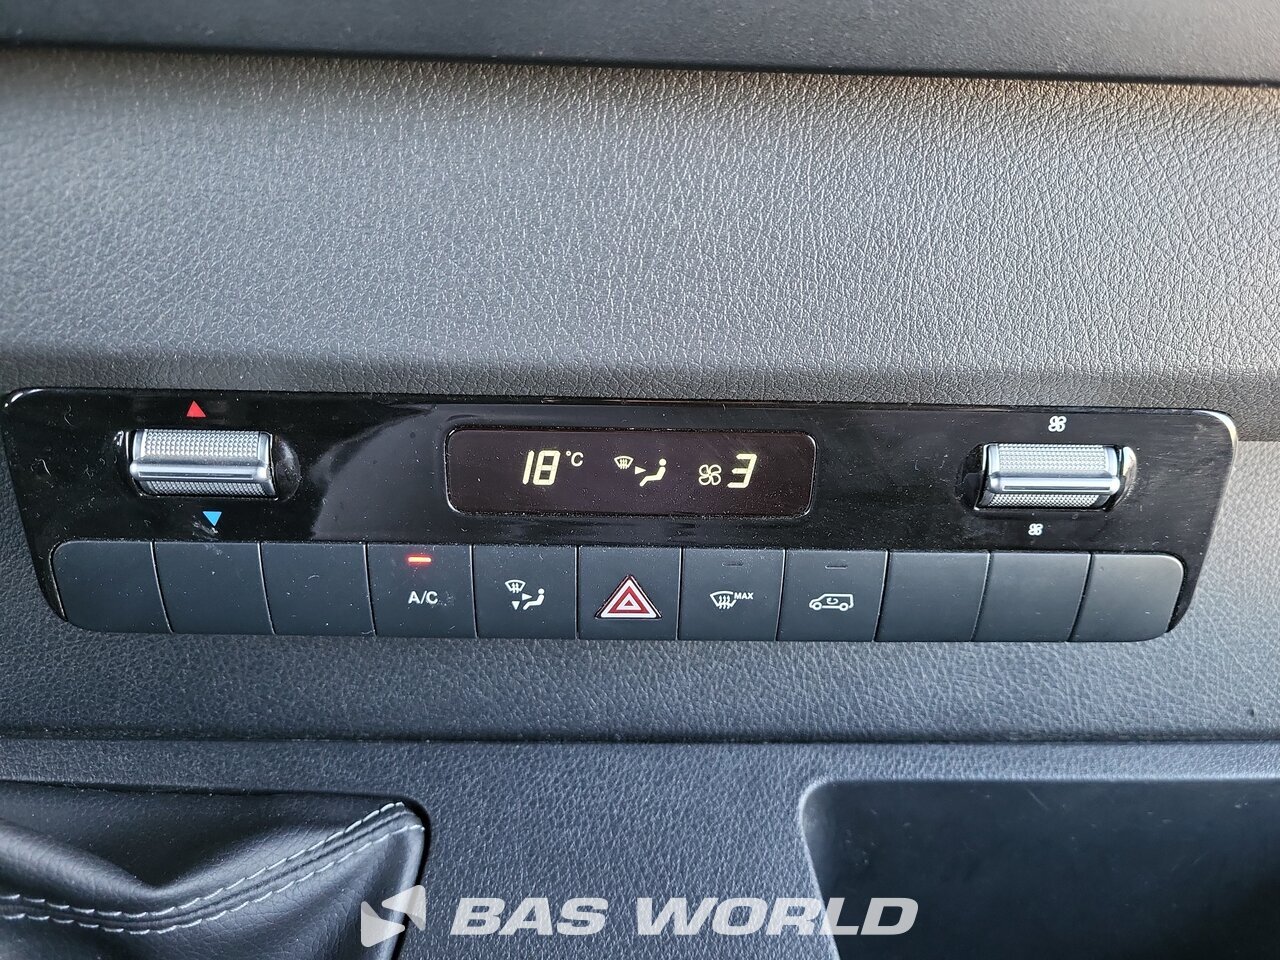 18 °C 3
A/C
MAX
BAS WORLD